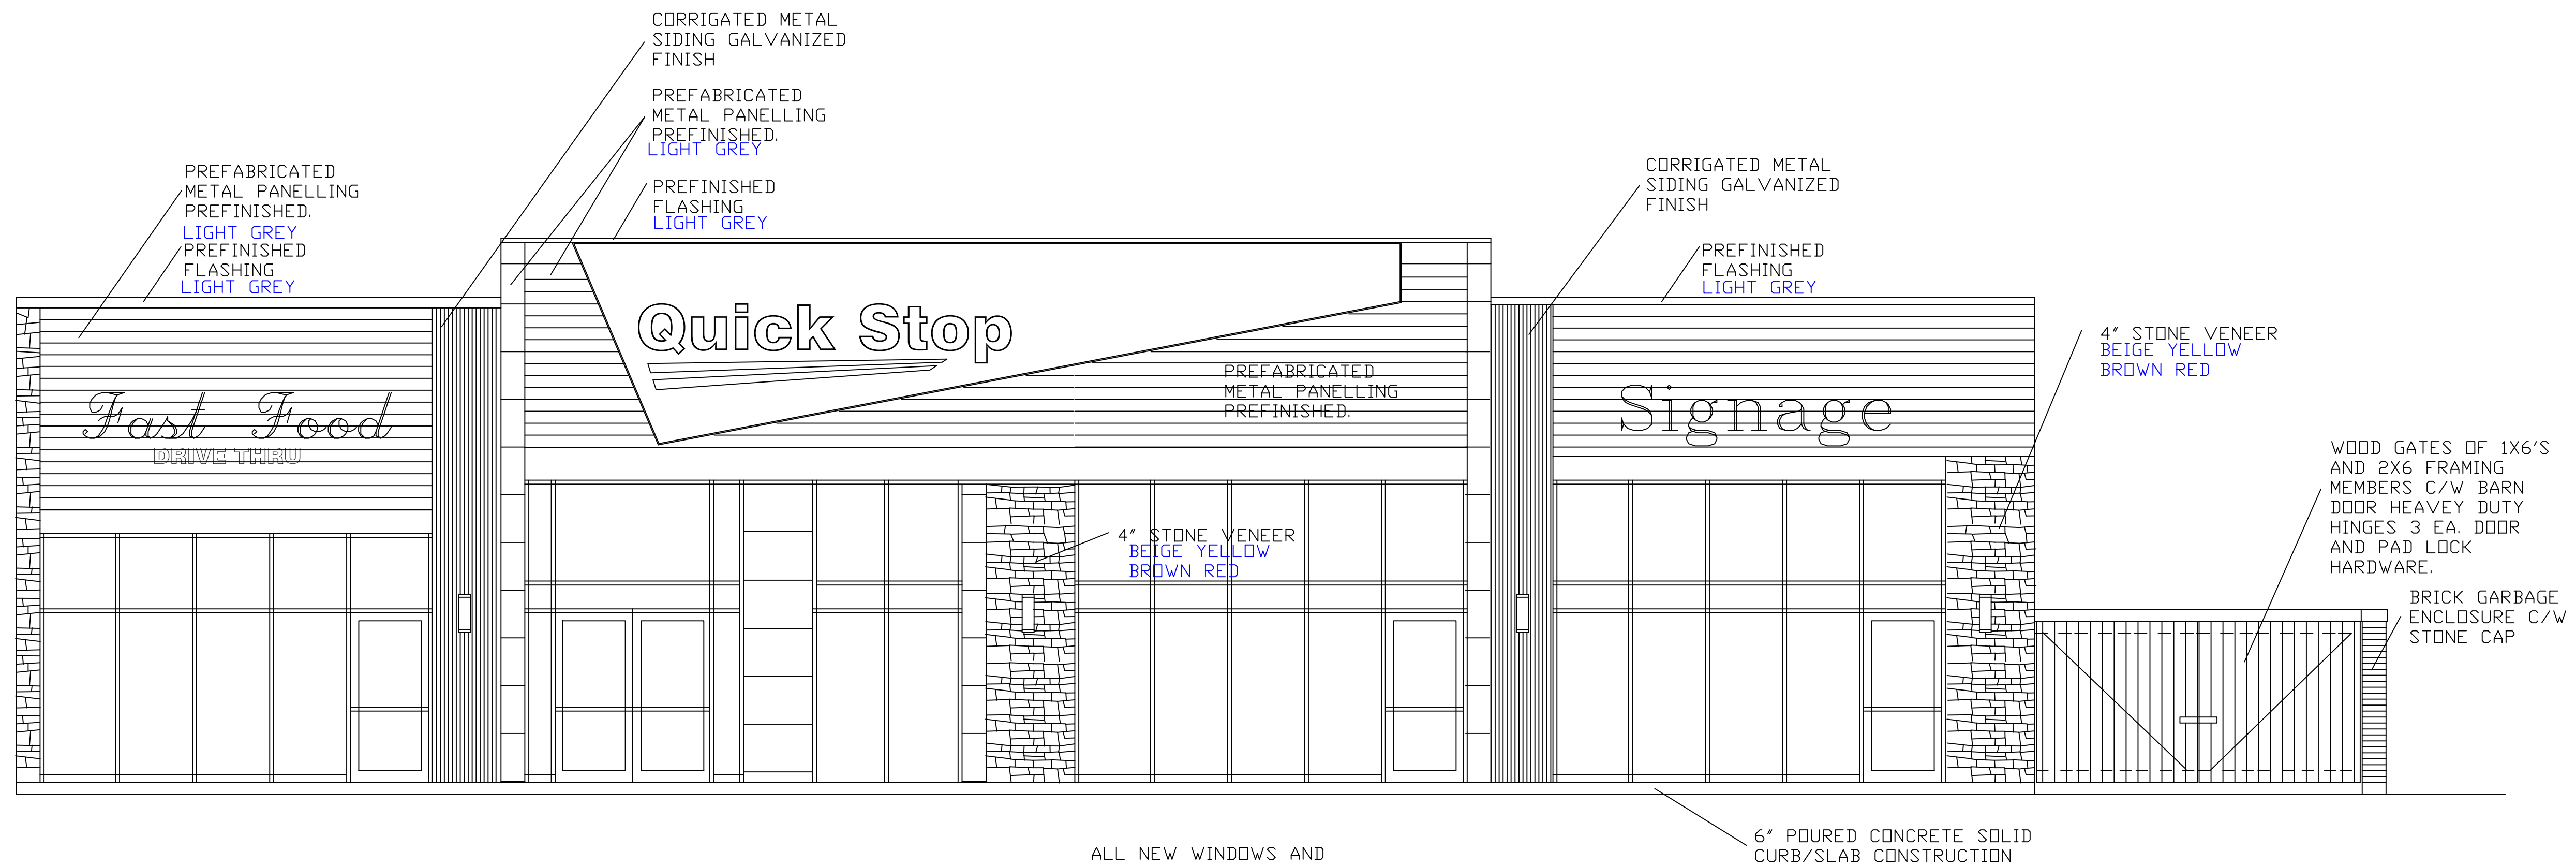 CORRIGATED METAL
SIDING GALVANIZED
FINISH
PREFABRICATED
METAL PANELLING
PREFINISHED.
LIGHT GREY
PREFINISHED
FLASHING
LIGHT GREY
PREFABRICATED
METAL PANELLING
PREFINISHED.
LIGHT GREY
PREFINISHED
FLASHING
LIGHT GREY
CORRIGATED METAL
SIDING GALVANIZED
FINISH
PREFINISHED
FLASHING
LIGHT GREY
4" STONE VENEER
BEIGE YELLOW
BROWN RED
Quick Stop
PREFABRICATED
METAL PANELLING
PREFINISHED.
Fast Food
DRIVE THRU
Signage
WOOD GATES OF 1X6'S
AND 2X6 FRAMING
MEMBERS C/W BARN
DOOR HEAVEY DUTY
HINGES 3 EA. DOOR
AND PAD LOCK
HARDWARE.
4" STONE VENEER
BEIGE YELLOW
BROWN RED
BRICK GARBAGE
ENCLOSURE C/W
STONE CAP
6" POURED CONCRETE SOLID
CURB/SLAB CONSTRUCTION
ALL NEW WINDOWS AND